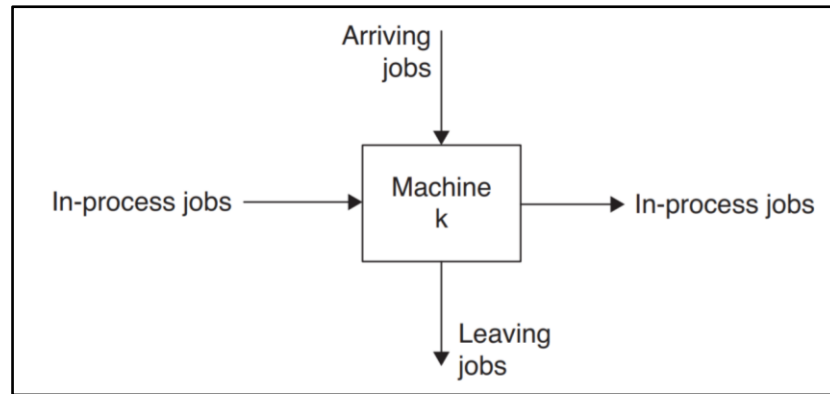 Arriving
jobs
In-process jobs
Machine
k
In-process jobs
Leaving
jobs